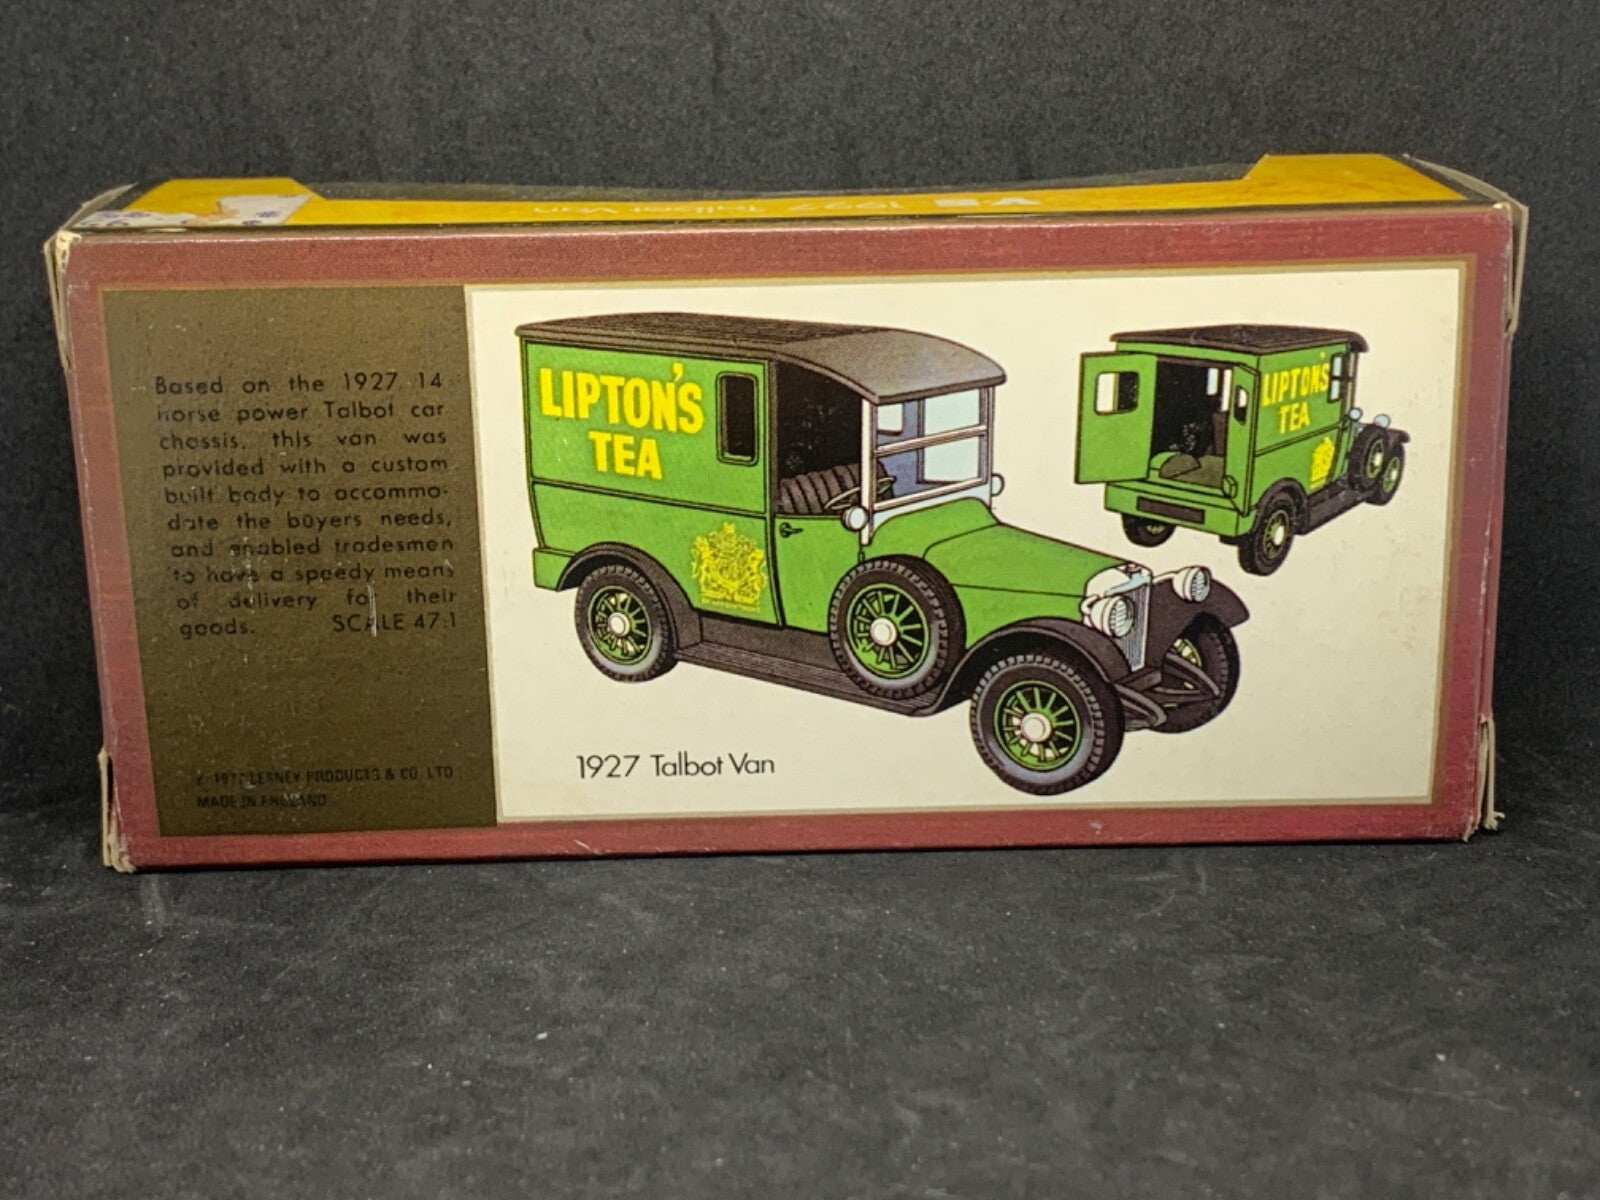 Y5 1927 Talbot Van
Based on the 1927 14
horse power Talbot car
chassis, this van was
provided with a custom
built body to accommo-
date the buyers needs,
and enabled tradesmen
to have a speedy means
of delivery for their
goods. SCALE 47:1
LESNEY PRODUCTS & CO. LTD.
MADE IN ENGLAND
LIPTON'S
TEA
LIPTON'S
TEA
1927 Talbot Van